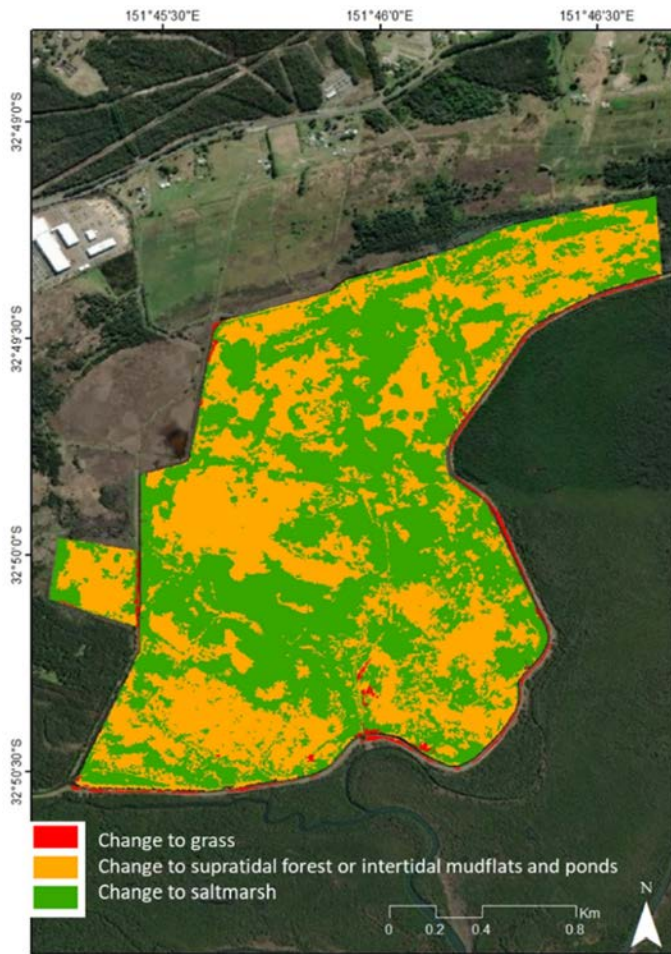 151°45'30"E 151°46'0"E 151°46'30"E
32°49'0"S
32°49'30"S
32°50'0"S
32°50'30"S
Change to grass
Change to supratidal forest or intertidal mudflats and ponds
Change to saltmarsh
N
Km
0 0.2 0.4 0.8